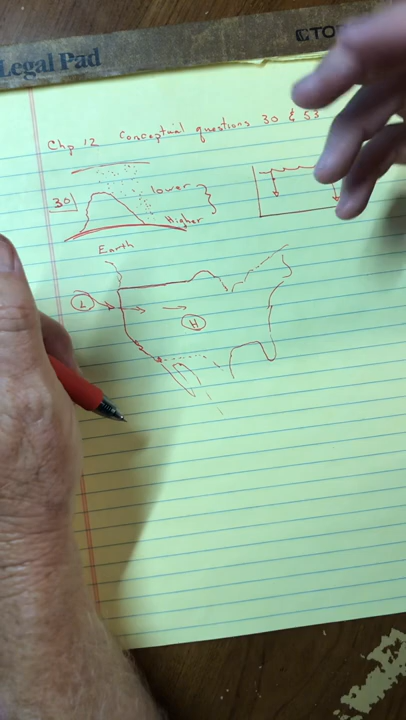 Legal Pad
Chp 12 Conceptual questions 30 & 53
30
lower
Higher
Earth
L
H